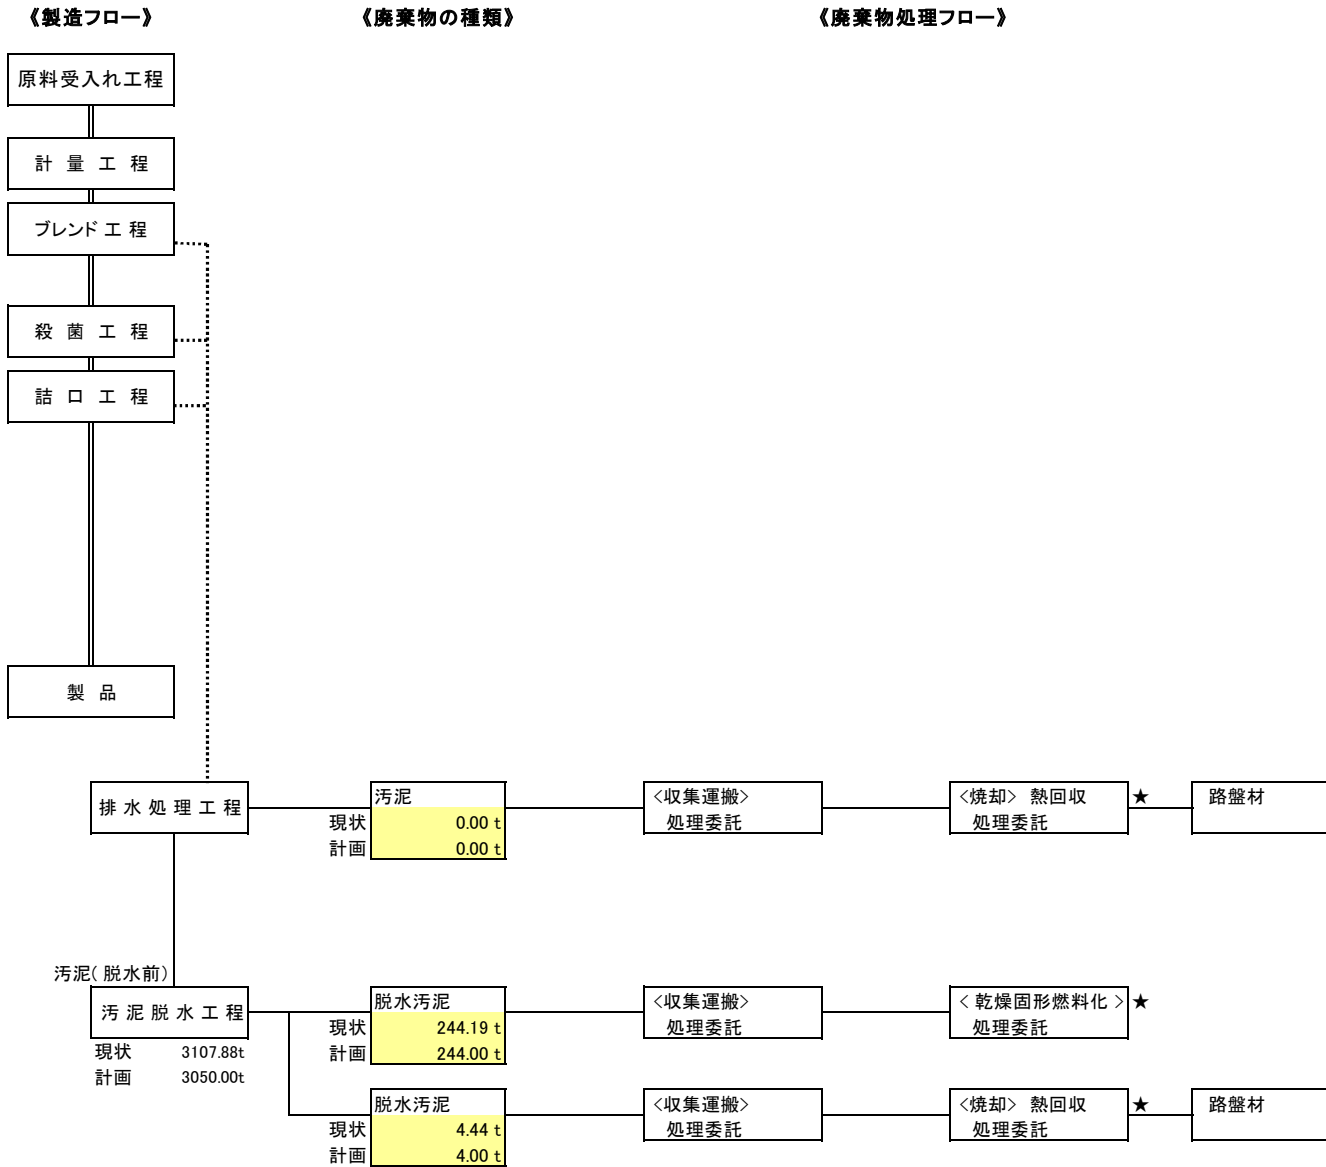 《製造フロー》 《廃棄物の種類》 《廃棄物処理フロー》
原料受入れ工程
計量工程
ブレンド工程
殺菌工程
詰口工程
製品
排水処理工程
汚泥
現状 0.00 t
計画 0.00 t
<収集運搬>
処理委託
<焼却> 熱回収
処理委託
★
路盤材
汚泥(脱水前)
汚泥脱水工程
現状 3107.88t
計画 3050.00t
脱水汚泥
現状 244.19 t
計画 244.00 t
<収集運搬>
処理委託
<乾燥固形燃料化>
処理委託
★
脱水汚泥
現状 4.44 t
計画 4.00 t
<収集運搬>
処理委託
<焼却> 熱回収
処理委託
★
路盤材